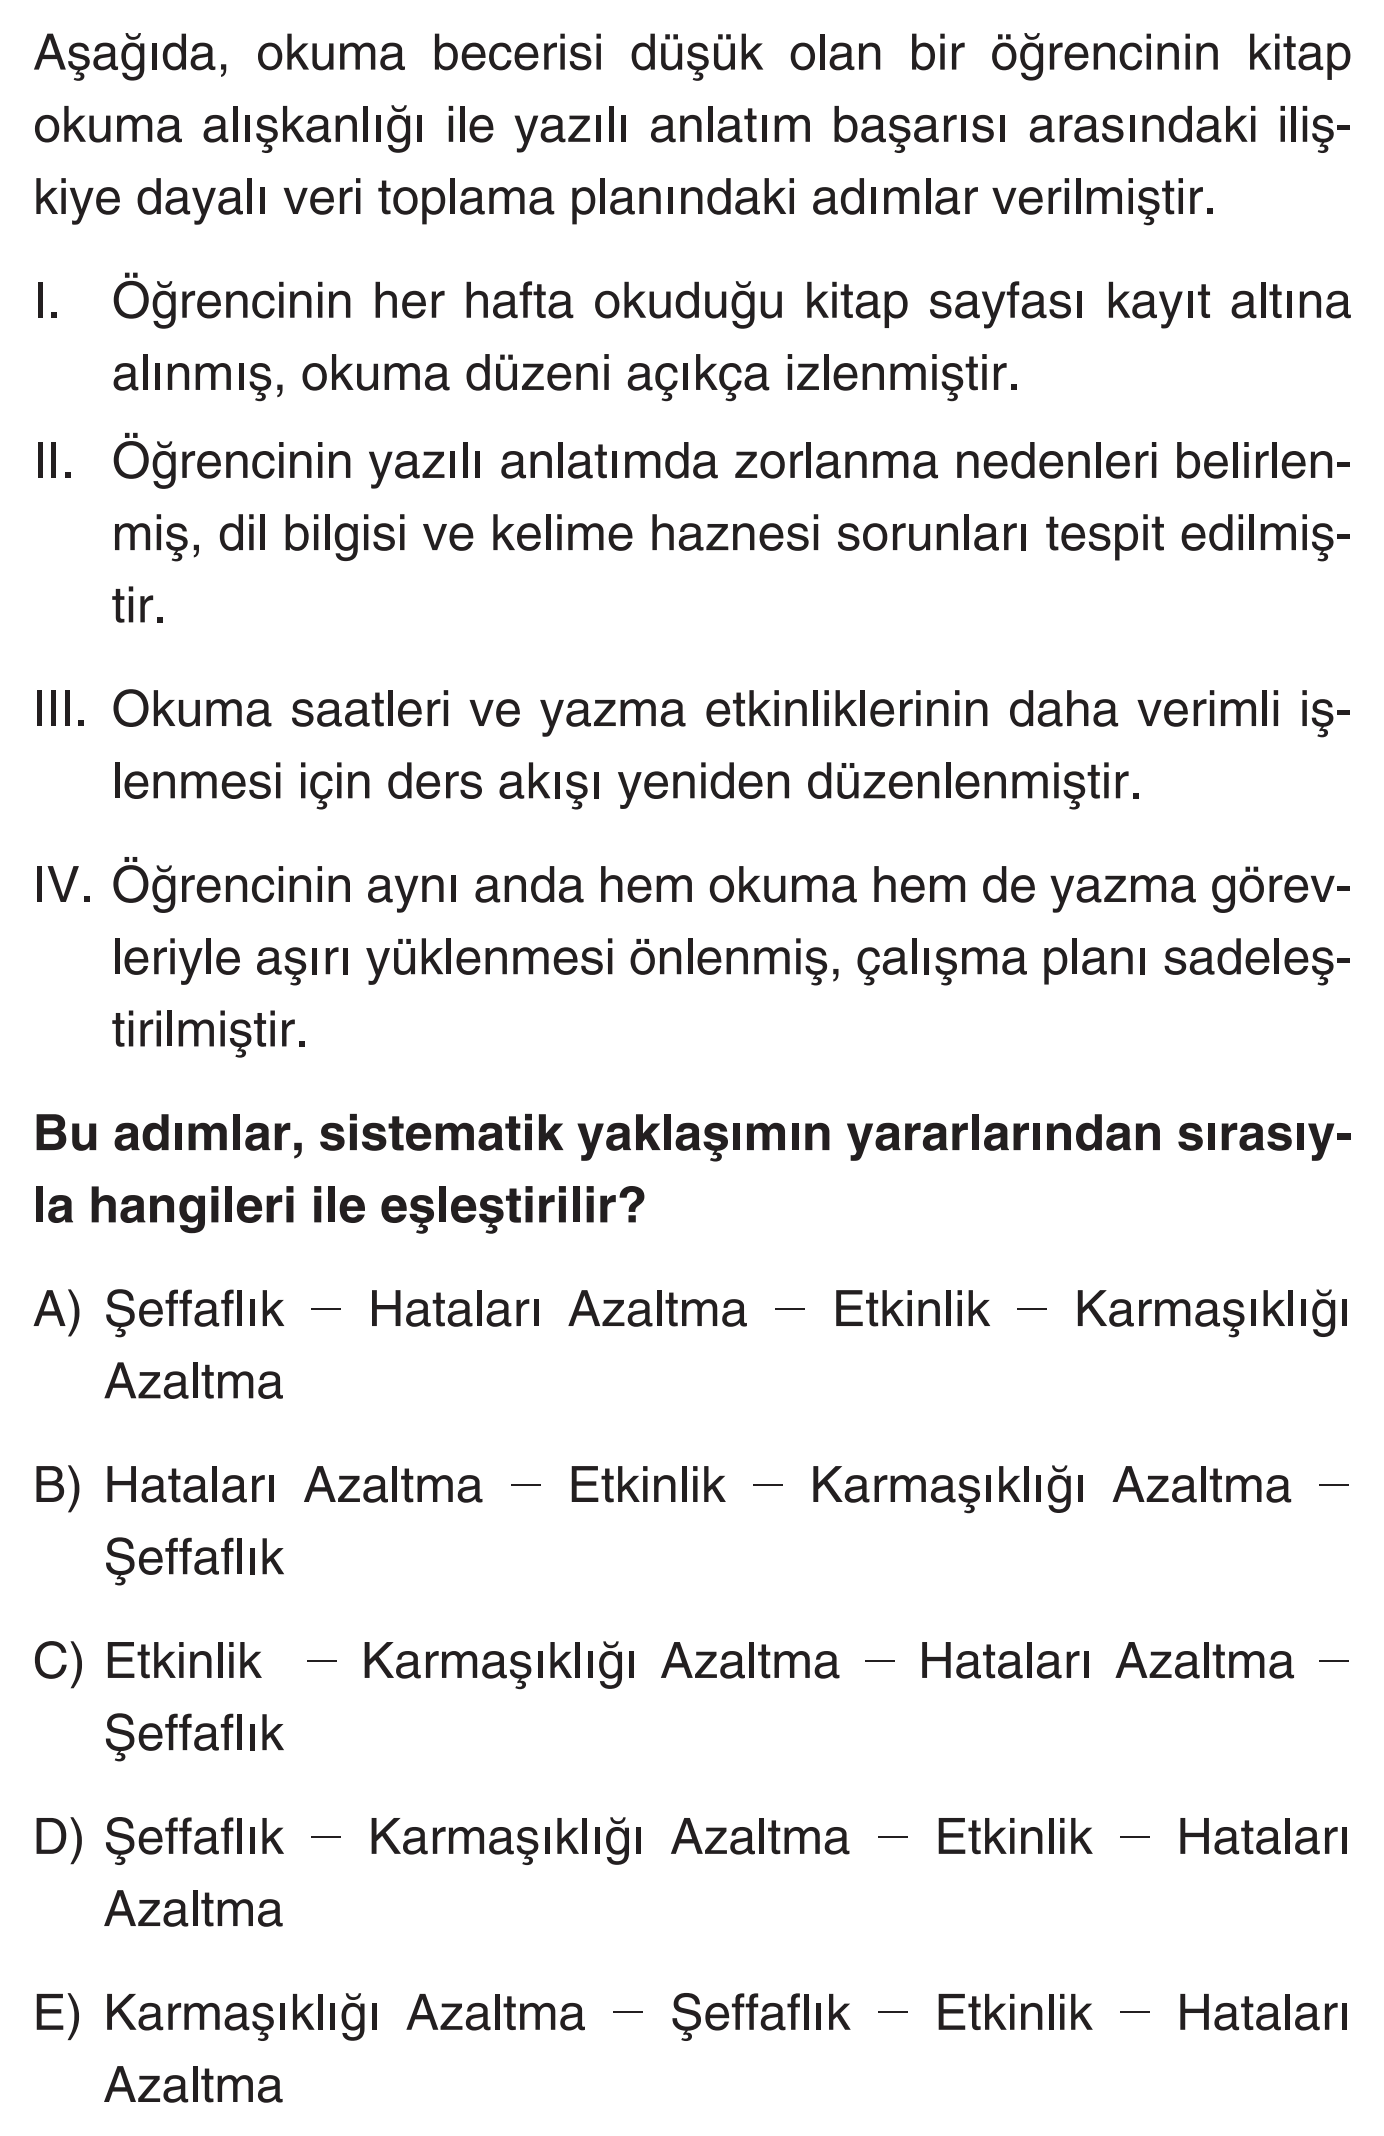 Aşağıda, okuma becerisi düşük olan bir öğrencinin kitap
okuma alışkanlığı ile yazılı anlatım başarısı arasındaki iliş-
kiye dayalı veri toplama planındaki adımlar verilmiştir.
I. Öğrencinin her hafta okuduğu kitap sayfası kayıt altına
alınmış, okuma düzeni açıkça izlenmiştir.
II. Öğrencinin yazılı anlatımda zorlanma nedenleri belirlen-
miş, dil bilgisi ve kelime haznesi sorunları tespit edilmiş-
tir.
III. Okuma saatleri ve yazma etkinliklerinin daha verimli iş-
lenmesi için ders akışı yeniden düzenlenmiştir.
IV. Öğrencinin aynı anda hem okuma hem de yazma görev-
leriyle aşırı yüklenmesi önlenmiş, çalışma planı sadeleş-
tirilmiştir.
Bu adımlar, sistematik yaklaşımın yararlarından sırasıy-
la hangileri ile eşleştirilir?
A) Şeffaflık – Hataları Azaltma – Etkinlik – Karmaşıklığı
Azaltma
B) Hataları Azaltma – Etkinlik – Karmaşıklığı Azaltma –
Şeffaflık
C) Etkinlik – Karmaşıklığı Azaltma – Hataları Azaltma –
Şeffaflık
D) Şeffaflık – Karmaşıklığı Azaltma – Etkinlik – Hataları
Azaltma
E) Karmaşıklığı Azaltma – Şeffaflık – Etkinlik – Hataları
Azaltma